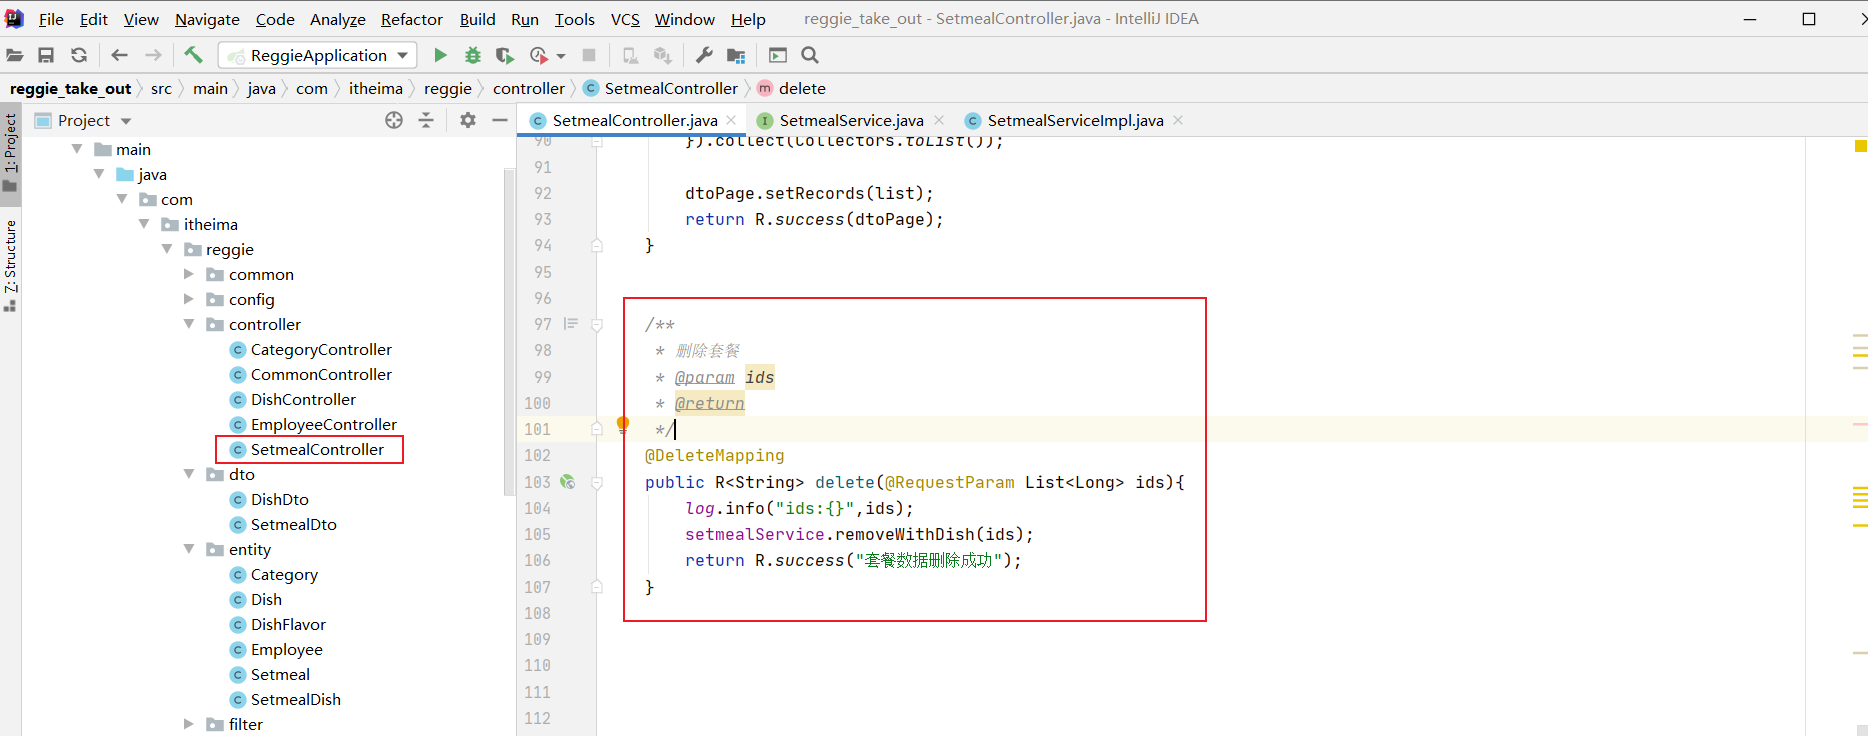 File Edit View Navigate Code Analyze Refactor Build Run Tools VCS Window Help reggie_take_out - SetmealController.java - IntelliJ IDEA
ReggieApplication
reggie_take_out src main java com itheima reggie controller SetmealController delete
1: Project
7: Structure
Project
main
java
com
itheima
reggie
common
config
controller
CategoryController
CommonController
DishController
EmployeeController
SetmealController
dto
DishDto
SetmealDto
entity
Category
Dish
DishFlavor
Employee
Setmeal
SetmealDish
filter
SetmealController.java SetmealService.java SetmealServiceImpl.java
90 }).collect(Collectors.toList());
91
92 dtoPage.setRecords(list);
93 return R.success(dtoPage);
94 }
95
96
97 /**
98 * 删除套餐
99 * @param ids
100 * @return
101 */
102 @DeleteMapping
103 public R<String> delete(@RequestParam List<Long> ids){
104 log.info("ids:{}",ids);
105 setmealService.removeWithDish(ids);
106 return R.success("套餐数据删除成功");
107 }
108
109
110
111
112